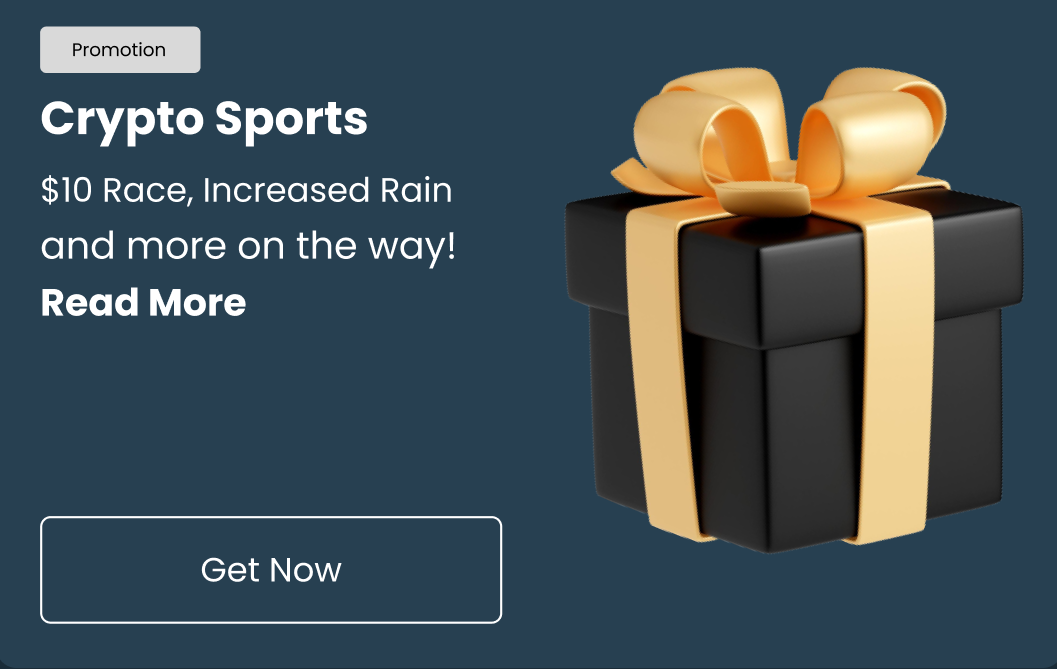 Promotion
Crypto Sports
$10 Race, Increased Rain
and more on the way!
Read More
Get Now